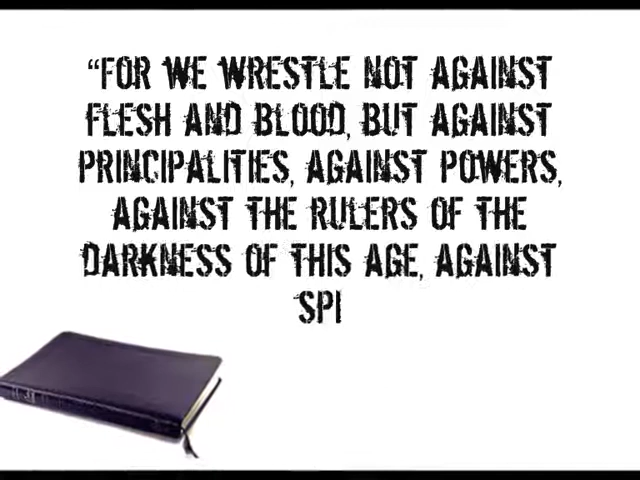 “FOR WE WRESTLE NOT AGAINST
FLESH AND BLOOD, BUT AGAINST
PRINCIPALITIES, AGAINST POWERS,
AGAINST THE RULERS OF THE
DARKNESS OF THIS AGE, AGAINST
SPI